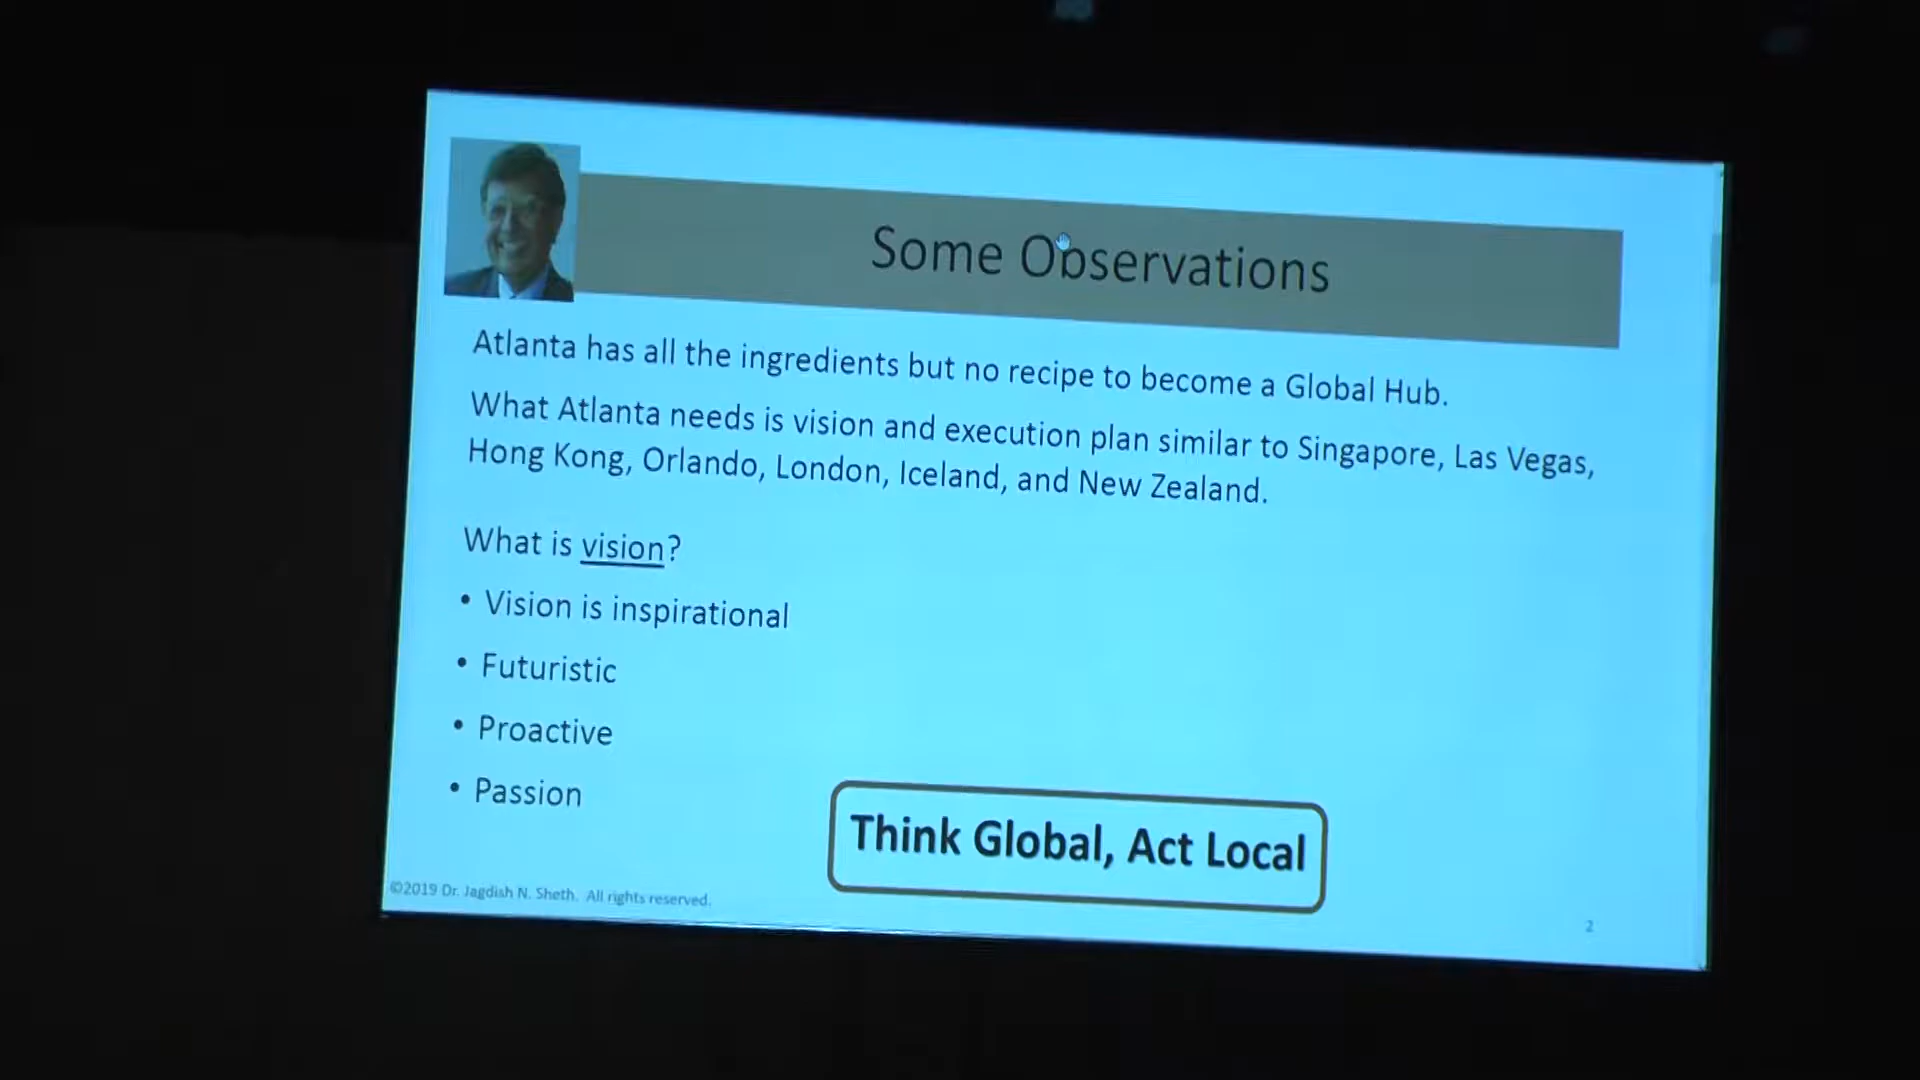 Some Observations
Atlanta has all the ingredients but no recipe to become a Global Hub.
What Atlanta needs is vision and execution plan similar to Singapore, Las Vegas,
Hong Kong, Orlando, London, Iceland, and New Zealand.
What is vision?
• Vision is inspirational
• Futuristic
• Proactive
• Passion
Think Global, Act Local
©2019 Dr. Jagdish N. Sheth. All rights reserved.
2